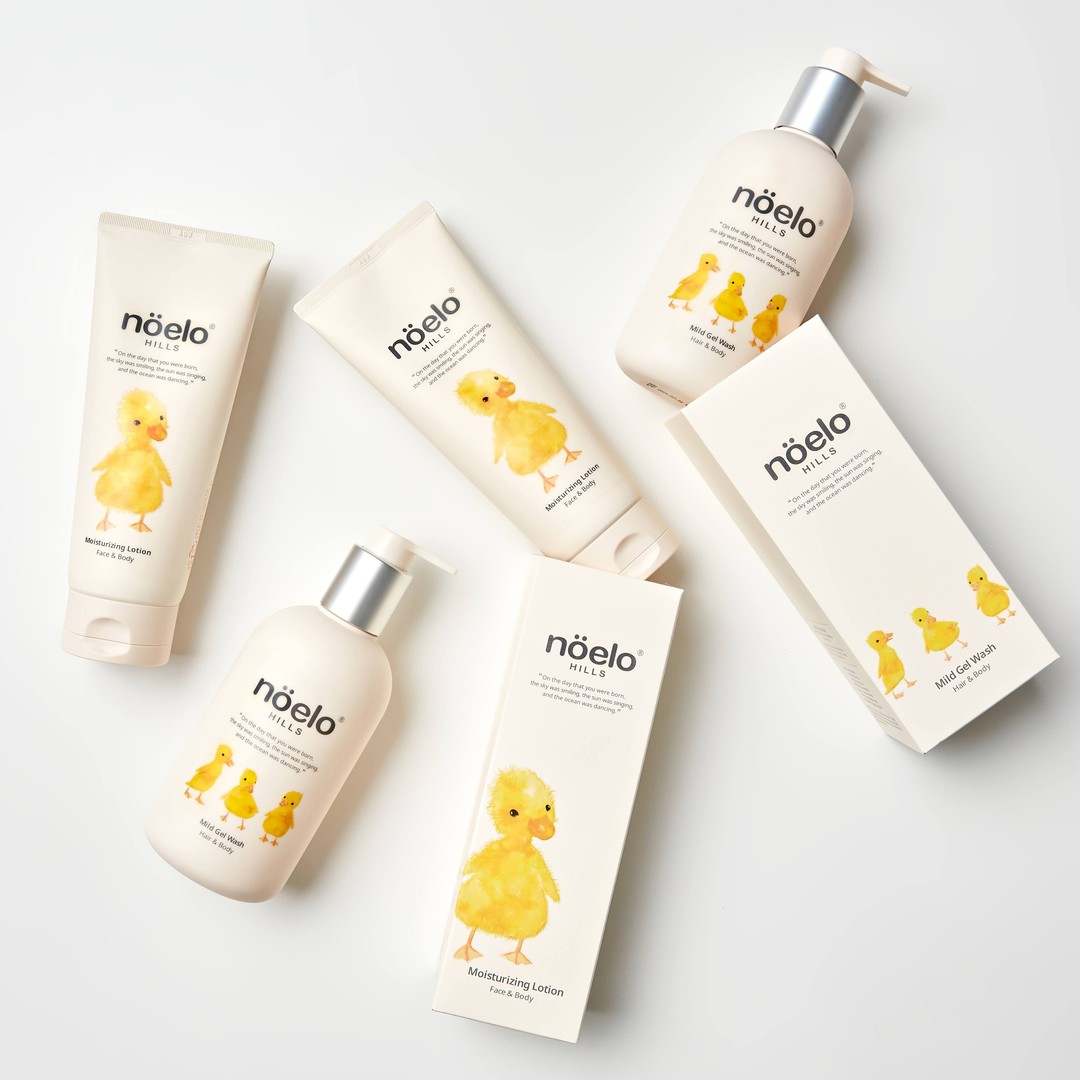 nöelo®
HILLS
"On the day that you were born,
the sky was smiling, the sun was singing,
and the ocean was dancing."
Mild Gel Wash
Hair & Body
nöelo®
HILLS
"On the day that you were born,
the sky was smiling, the sun was singing,
and the ocean was dancing."
Moisturizing Lotion
Face & Body
nöelo®
HILLS
"On the day that you were born,
the sky was smiling, the sun was singing,
and the ocean was dancing."
Moisturizing Lotion
Face & Body
nöelo®
HILLS
"On the day that you were born,
the sky was smiling, the sun was singing,
and the ocean was dancing."
Mild Gel Wash
Hair & Body
nöelo®
HILLS
"On the day that you were born,
the sky was smiling, the sun was singing,
and the ocean was dancing."
Mild Gel Wash
Hair & Body
nöelo®
HILLS
"On the day that you were born,
the sky was smiling, the sun was singing,
and the ocean was dancing."
Moisturizing Lotion
Face & Body